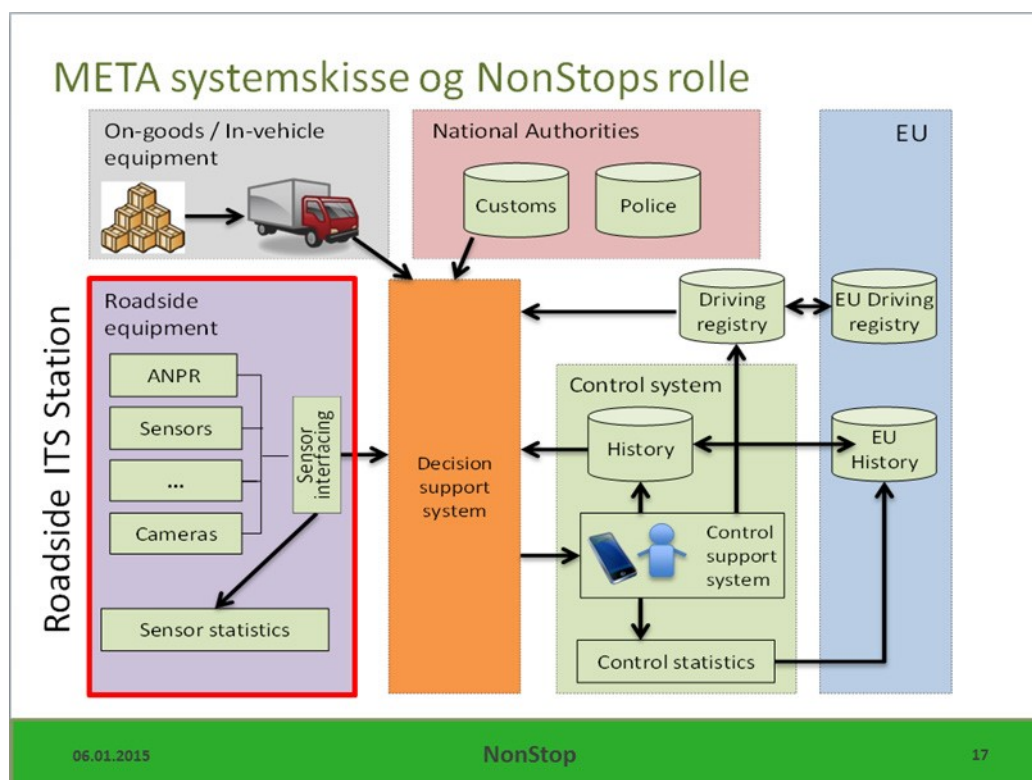 META systemskisse og NonStops rolle
On-goods / In-vehicle
equipment
National Authorities
EU
Customs
Police
Roadside ITS Station
Roadside
equipment
ANPR
Sensors
...
Cameras
Sensor
interfacing
Sensor statistics
Decision
support
system
Driving
registry
EU Driving
registry
Control system
History
EU
History
Control
support
system
Control statistics
06.01.2015
NonStop
17